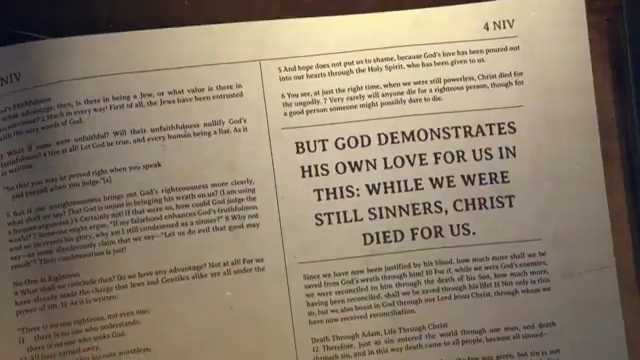 NIV
God's Faithfulness
What advantage, then, is there in being a Jew, or what value is there in
circumcision? 2 Much in every way! First of all, the Jews have been entrusted
with the very words of God.
3 What if some were unfaithful? Will their unfaithfulness nullify God's
faithfulness? 4 Not at all! Let God be true, and every human being a liar. As it
is written:
"So that you may be proved right when you speak
and prevail when you judge."[a]
5 But if our unrighteousness brings out God's righteousness more clearly,
what shall we say? That God is unjust in bringing his wrath on us? (I am using
a human argument.) 6 Certainly not! If that were so, how could God judge the
world? 7 Someone might argue, "If my falsehood enhances God's truthfulness
and so increases his glory, why am I still condemned as a sinner?" 8 Why not
say—as some slanderously claim that we say—"Let us do evil that good may
result"? Their condemnation is just!
No One Is Righteous
9 What shall we conclude then? Do we have any advantage? Not at all! For we
have already made the charge that Jews and Gentiles alike are all under the
power of sin. 10 As it is written:
"There is no one righteous, not even one;
11 there is no one who understands;
there is no one who seeks God.
12 All have turned away,
become worthless,
4 NIV
5 And hope does not put us to shame, because God's love has been poured out
into our hearts through the Holy Spirit, who has been given to us.
6 You see, at just the right time, when we were still powerless, Christ died for
the ungodly. 7 Very rarely will anyone die for a righteous person, though for
a good person someone might possibly dare to die.
BUT GOD DEMONSTRATES
HIS OWN LOVE FOR US IN
THIS: WHILE WE WERE
STILL SINNERS, CHRIST
DIED FOR US.
Since we have now been justified by his blood, how much more shall we be
saved from God's wrath through him! 10 For if, while we were God's enemies,
we were reconciled to him through the death of his Son, how much more,
having been reconciled, shall we be saved through his life! 11 Not only is this
so, but we also boast in God through our Lord Jesus Christ, through whom we
have now received reconciliation.
Death Through Adam, Life Through Christ
12 Therefore, just as sin entered the world through one man, and death
through sin, and in this way death came to all people, because all sinned—
law was given, but sin is not